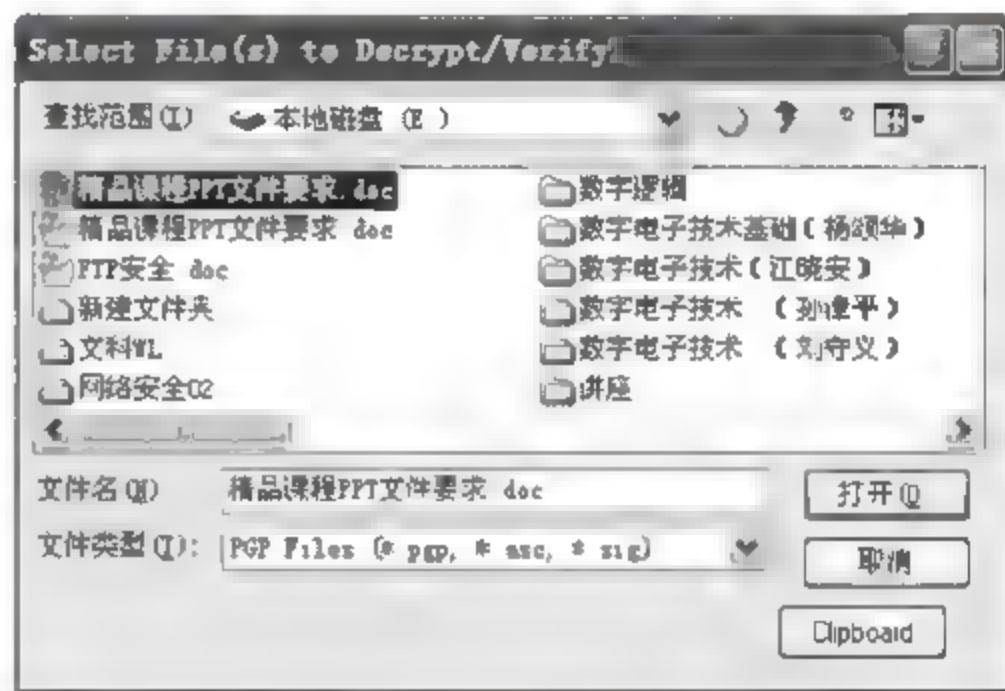 Select File(s) to Decrypt/Verify
查找范围(I) 本地磁盘 (E )
精品课程PPT文件要求.doc
精品课程PPT文件要求 doc
FTP安全 doc
新建文件夹
文科WL
网络安全02
数字逻辑
数字电子技术基础(杨颂华)
数字电子技术(江晓安)
数字电子技术 (孙津平)
数字电子技术 (刘守义)
讲座
文件名(N) 精品课程PPT文件要求 doc 打开(O
文件类型(T): PGP Files (* pgp, * asc, * sig) 取消
Clipboard